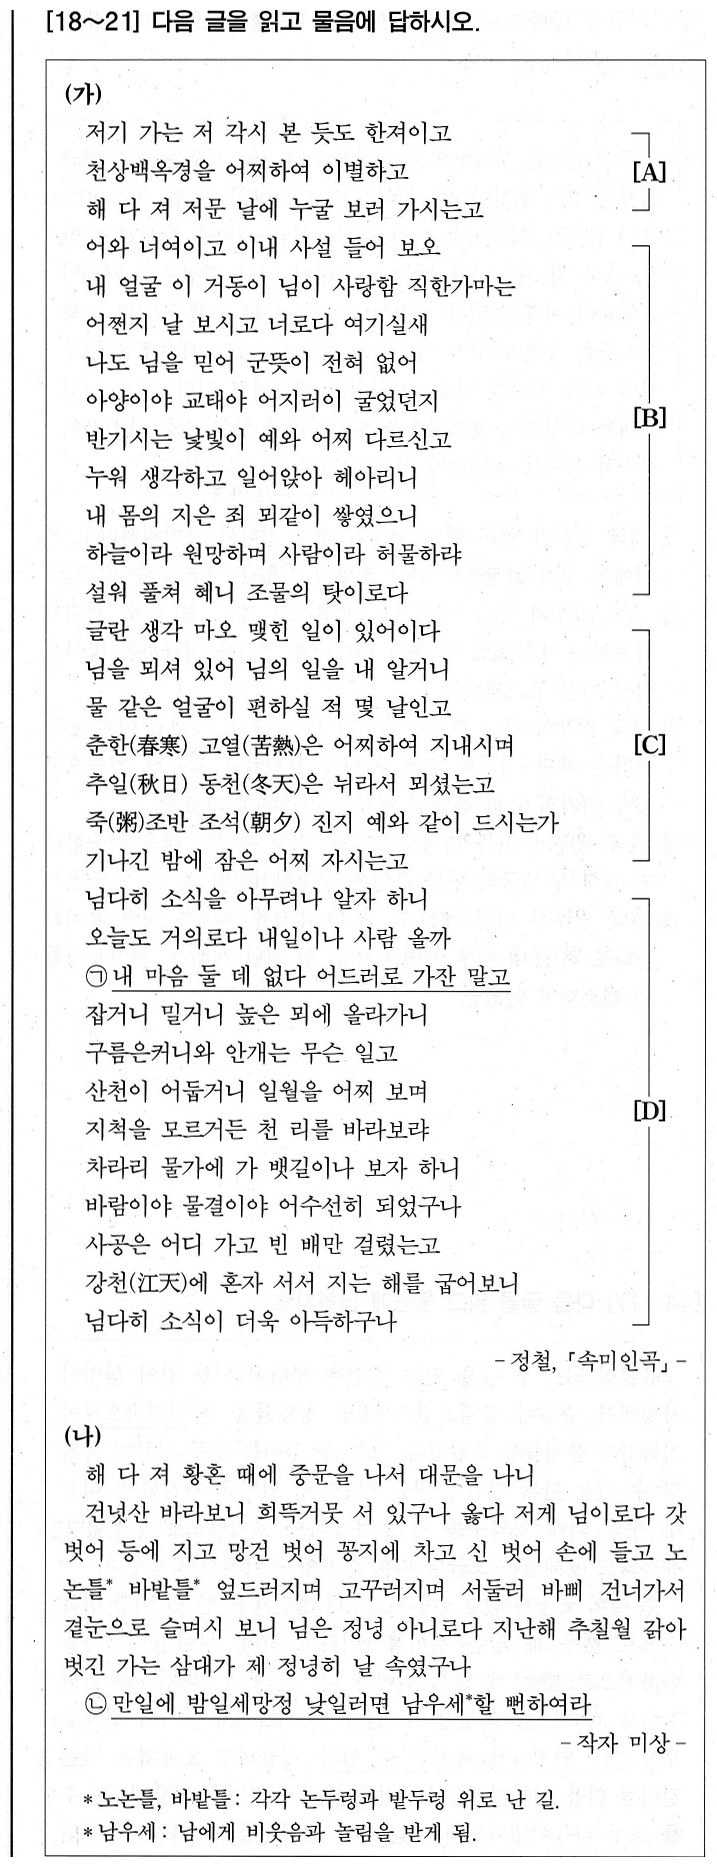 [18~21] 다음 글을 읽고 물음에 답하시오.
(가)
저기 가는 저 각시 본 듯도 한져이고
천상백옥경을 어찌하여 이별하고
[A]
해 다 져 저문 날에 누굴 보러 가시는고
어와 너여이고 이내 사설 들어 보오
내 얼굴 이 거동이 님이 사랑함 직한가마는
어쩐지 날 보시고 너로다 여기실새
나도 님을 믿어 군뜻이 전혀 없어
아양이야 교태야 어지러이 굴었던지
[B]
반기시는 낯빛이 예와 어찌 다르신고
누워 생각하고 일어앉아 헤아리니
내 몸의 지은 죄 뫼같이 쌓였으니
하늘이라 원망하며 사람이라 허물하랴
설워 풀쳐 혜니 조물의 탓이로다
글란 생각 마오 맺힌 일이 있어이다
님을 뫼셔 있어 님의 일을 내 알거니
물 같은 얼굴이 편하실 적 몇 날인고
춘한(春寒) 고열(苦熱)은 어찌하여 지내시며
[C]
추일(秋日) 동천(冬天)은 뉘라서 뫼셨는고
죽(粥)조반 조석(朝夕) 진지 예와 같이 드시는가
기나긴 밤에 잠은 어찌 자시는고
님다히 소식을 아무려나 알자 하니
오늘도 거의로다 내일이나 사람 올까
㉠내 마음 둘 데 없다 어드러로 가잔 말고
잡거니 밀거니 높은 뫼에 올라가니
구름은커니와 안개는 무슨 일고
산천이 어둡거니 일월을 어찌 보며
[D]
지척을 모르거든 천 리를 바라보랴
차라리 물가에 가 뱃길이나 보자 하니
바람이야 물결이야 어수선히 되었구나
사공은 어디 가고 빈 배만 걸렸는고
강천(江天)에 혼자 서서 지는 해를 굽어보니
님다히 소식이 더욱 아득하구나
- 정철, 「속미인곡」 -
(나)
해 다 져 황혼 때에 중문을 나서 대문을 나니
건넛산 바라보니 희뜩거뭇 서 있구나 옳다 저게 님이로다 갓
벗어 등에 지고 망건 벗어 꽁지에 차고 신 벗어 손에 들고 노
논틀* 바밭틀* 엎드러지며 고꾸러지며 서둘러 바삐 건너가서
곁눈으로 슬며시 보니 님은 정녕 아니로다 지난해 추칠월 갉아
벗긴 가는 삼대가 제 정녕히 날 속였구나
㉡만일에 밤일세망정 낮일러면 남우세*할 뻔하여라
- 작자 미상 -
* 노논틀, 바밭틀: 각각 논두렁과 밭두렁 위로 난 길.
* 남우세: 남에게 비웃음과 놀림을 받게 됨.